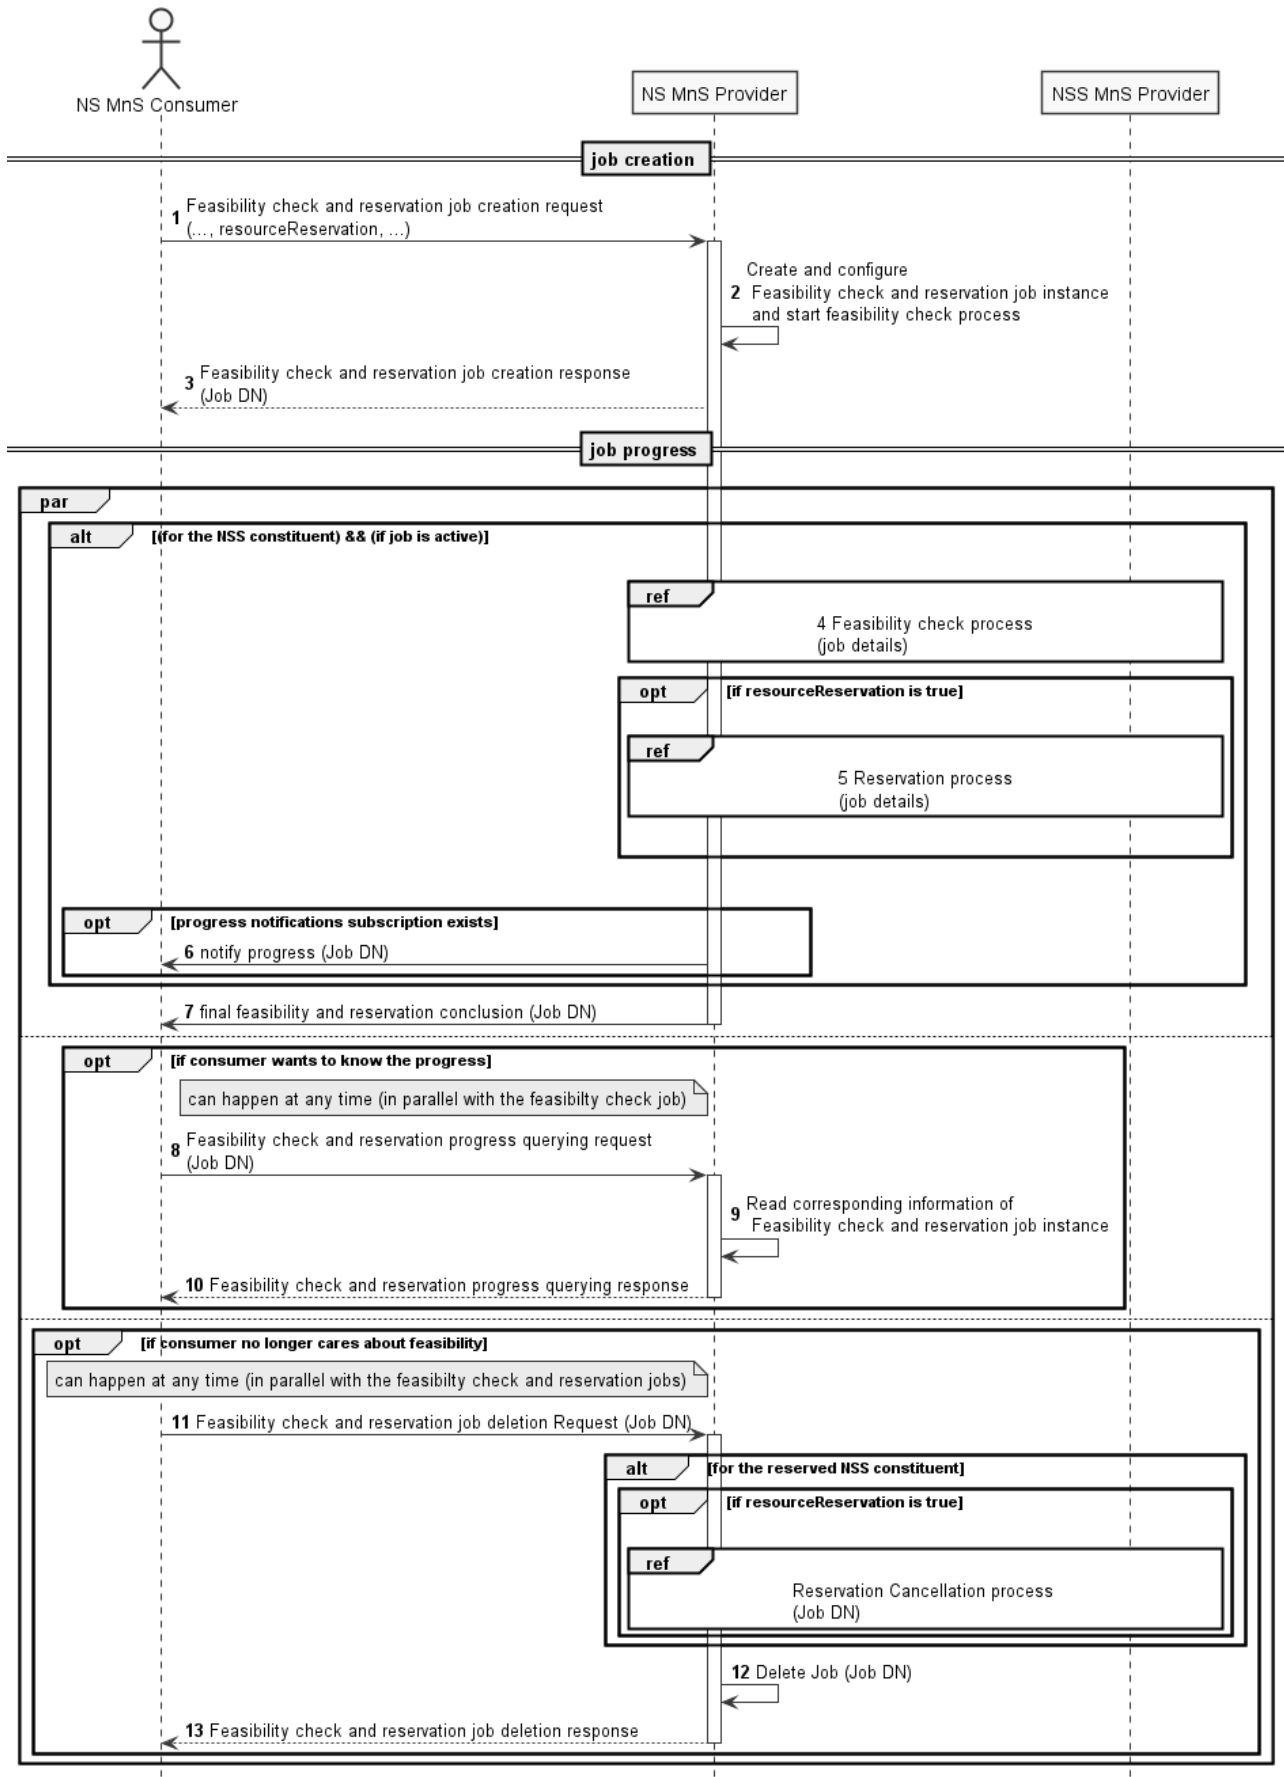 NS MnS Consumer
NS MnS Provider
NSS MnS Provider
job creation
1 Feasibility check and reservation job creation request
(..., resourceReservation, ...)
Create and configure
2 Feasibility check and reservation job instance
and start feasibility check process
3 Feasibility check and reservation job creation response
(Job DN)
job progress
par
alt [(for the NSS constituent) && (if job is active)]
ref
4 Feasibility check process
(job details)
opt [if resourceReservation is true]
ref
5 Reservation process
(job details)
opt [progress notifications subscription exists]
6 notify progress (Job DN)
7 final feasibility and reservation conclusion (Job DN)
opt [if consumer wants to know the progress]
can happen at any time (in parallel with the feasibilty check job)
8 Feasibility check and reservation progress querying request
(Job DN)
9 Read corresponding information of
Feasibility check and reservation job instance
10 Feasibility check and reservation progress querying response
opt [if consumer no longer cares about feasibility]
can happen at any time (in parallel with the feasibilty check and reservation jobs)
11 Feasibility check and reservation job deletion Request (Job DN)
alt [for the reserved NSS constituent]
opt [if resourceReservation is true]
ref
Reservation Cancellation process
(Job DN)
12 Delete Job (Job DN)
13 Feasibility check and reservation job deletion response